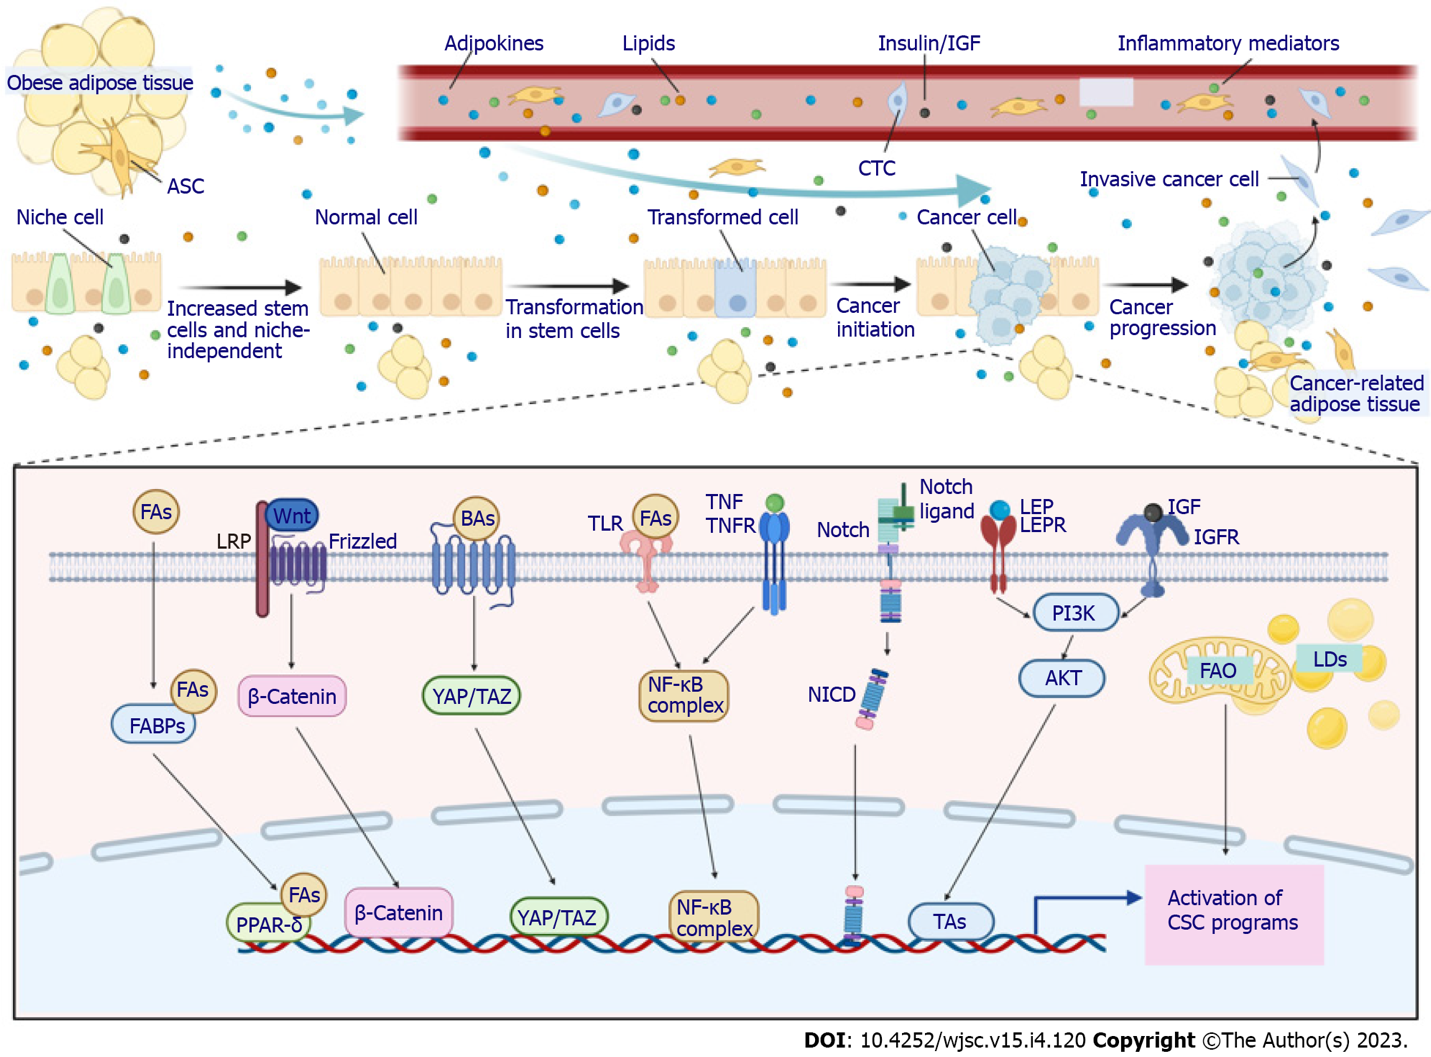 Adipokines
Lipids
Insulin/IGF
Inflammatory mediators
Obese adipose tissue
ASC
CTC
Invasive cancer cell
Niche cell
Normal cell
Transformed cell
Cancer cell
Increased stem
cells and niche-
independent
Transformation
in stem cells
Cancer
initiation
Cancer
progression
Cancer-related
adipose tissue
FAs
Wnt
LRP
Frizzled
BAs
TLR
FAs
TNF
TNFR
Notch
Notch
ligand
LEP
LEPR
IGF
IGFR
PI3K
AKT
FAO
LDs
FAs
FABPs
β-Catenin
YAP/TAZ
NF-κB
complex
NICD
FAs
PPAR-δ
β-Catenin
YAP/TAZ
NF-κB
complex
TAs
Activation of
CSC programs
DOI: 10.4252/wjsc.v15.i4.120 Copyright ©The Author(s) 2023.